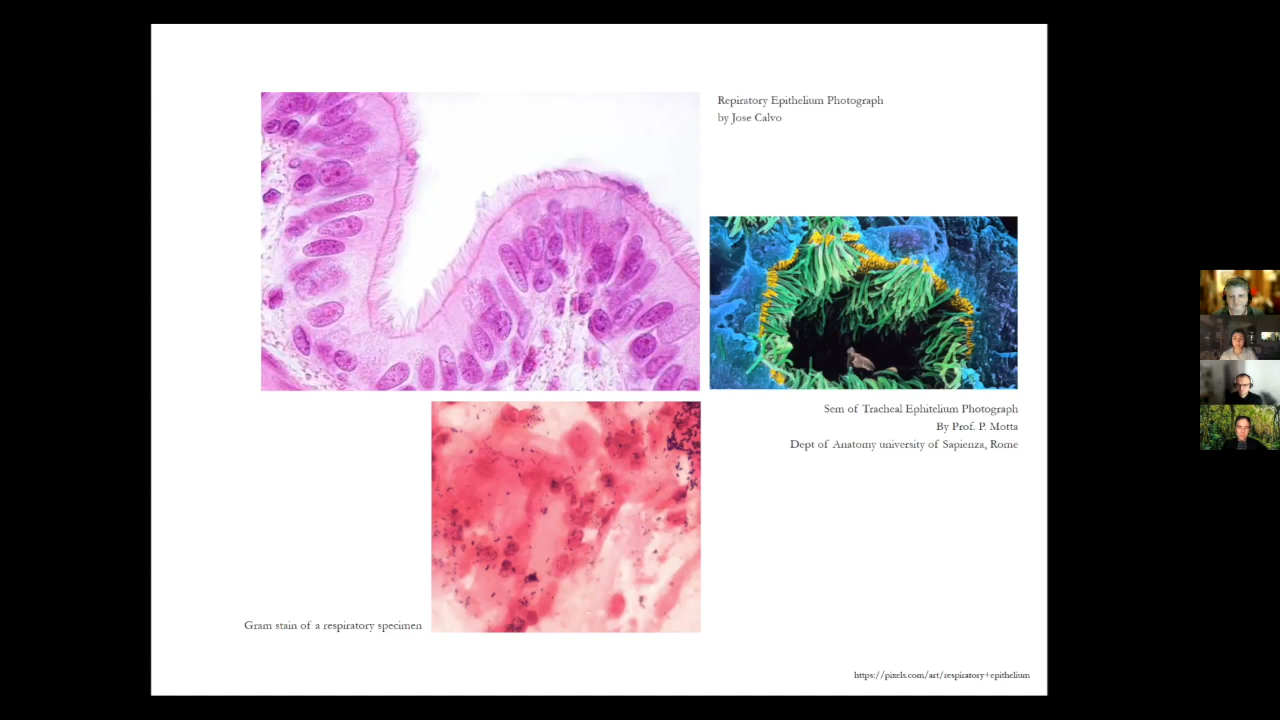 Repiratory Epithelium Photograph
by Jose Calvo
Sem of Tracheal Ephitelium Photograph
By Prof. P. Motta
Dept of Anatomy university of Sapienza, Rome
Gram stain of a respiratory specimen
https://pixels.com/art/respiratory+epithelium